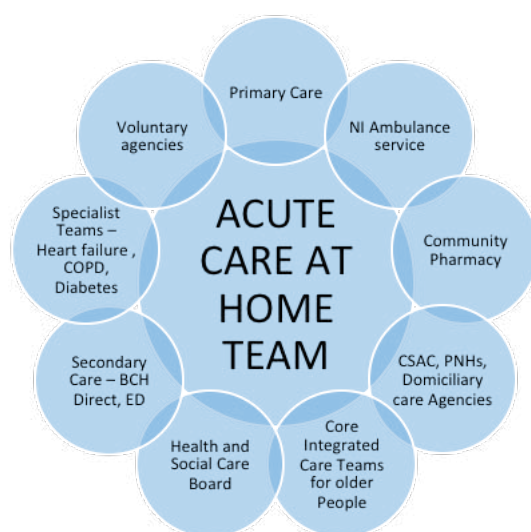 Primary Care
NI Ambulance
service
Community
Pharmacy
CSAC, PNHs,
Domiciliary
care Agencies
Core
Integrated
Care Teams
for older
People
Health and
Social Care
Board
Secondary
Care – BCH
Direct, ED
Specialist
Teams –
Heart failure ,
COPD,
Diabetes
Voluntary
agencies
ACUTE
CARE AT
HOME
TEAM